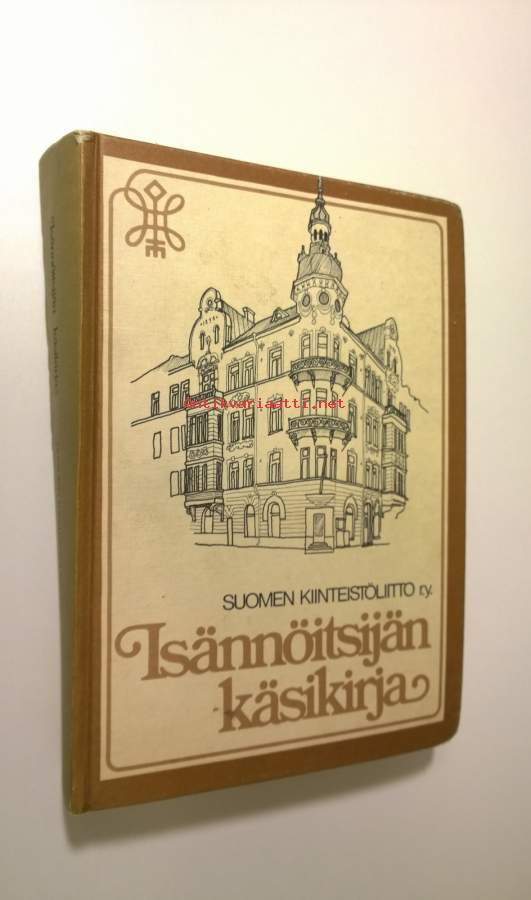 antikvariaatti.net
SUOMEN KIINTEISTÖLIITTO r.y.
Isännöitsijän
käsikirja